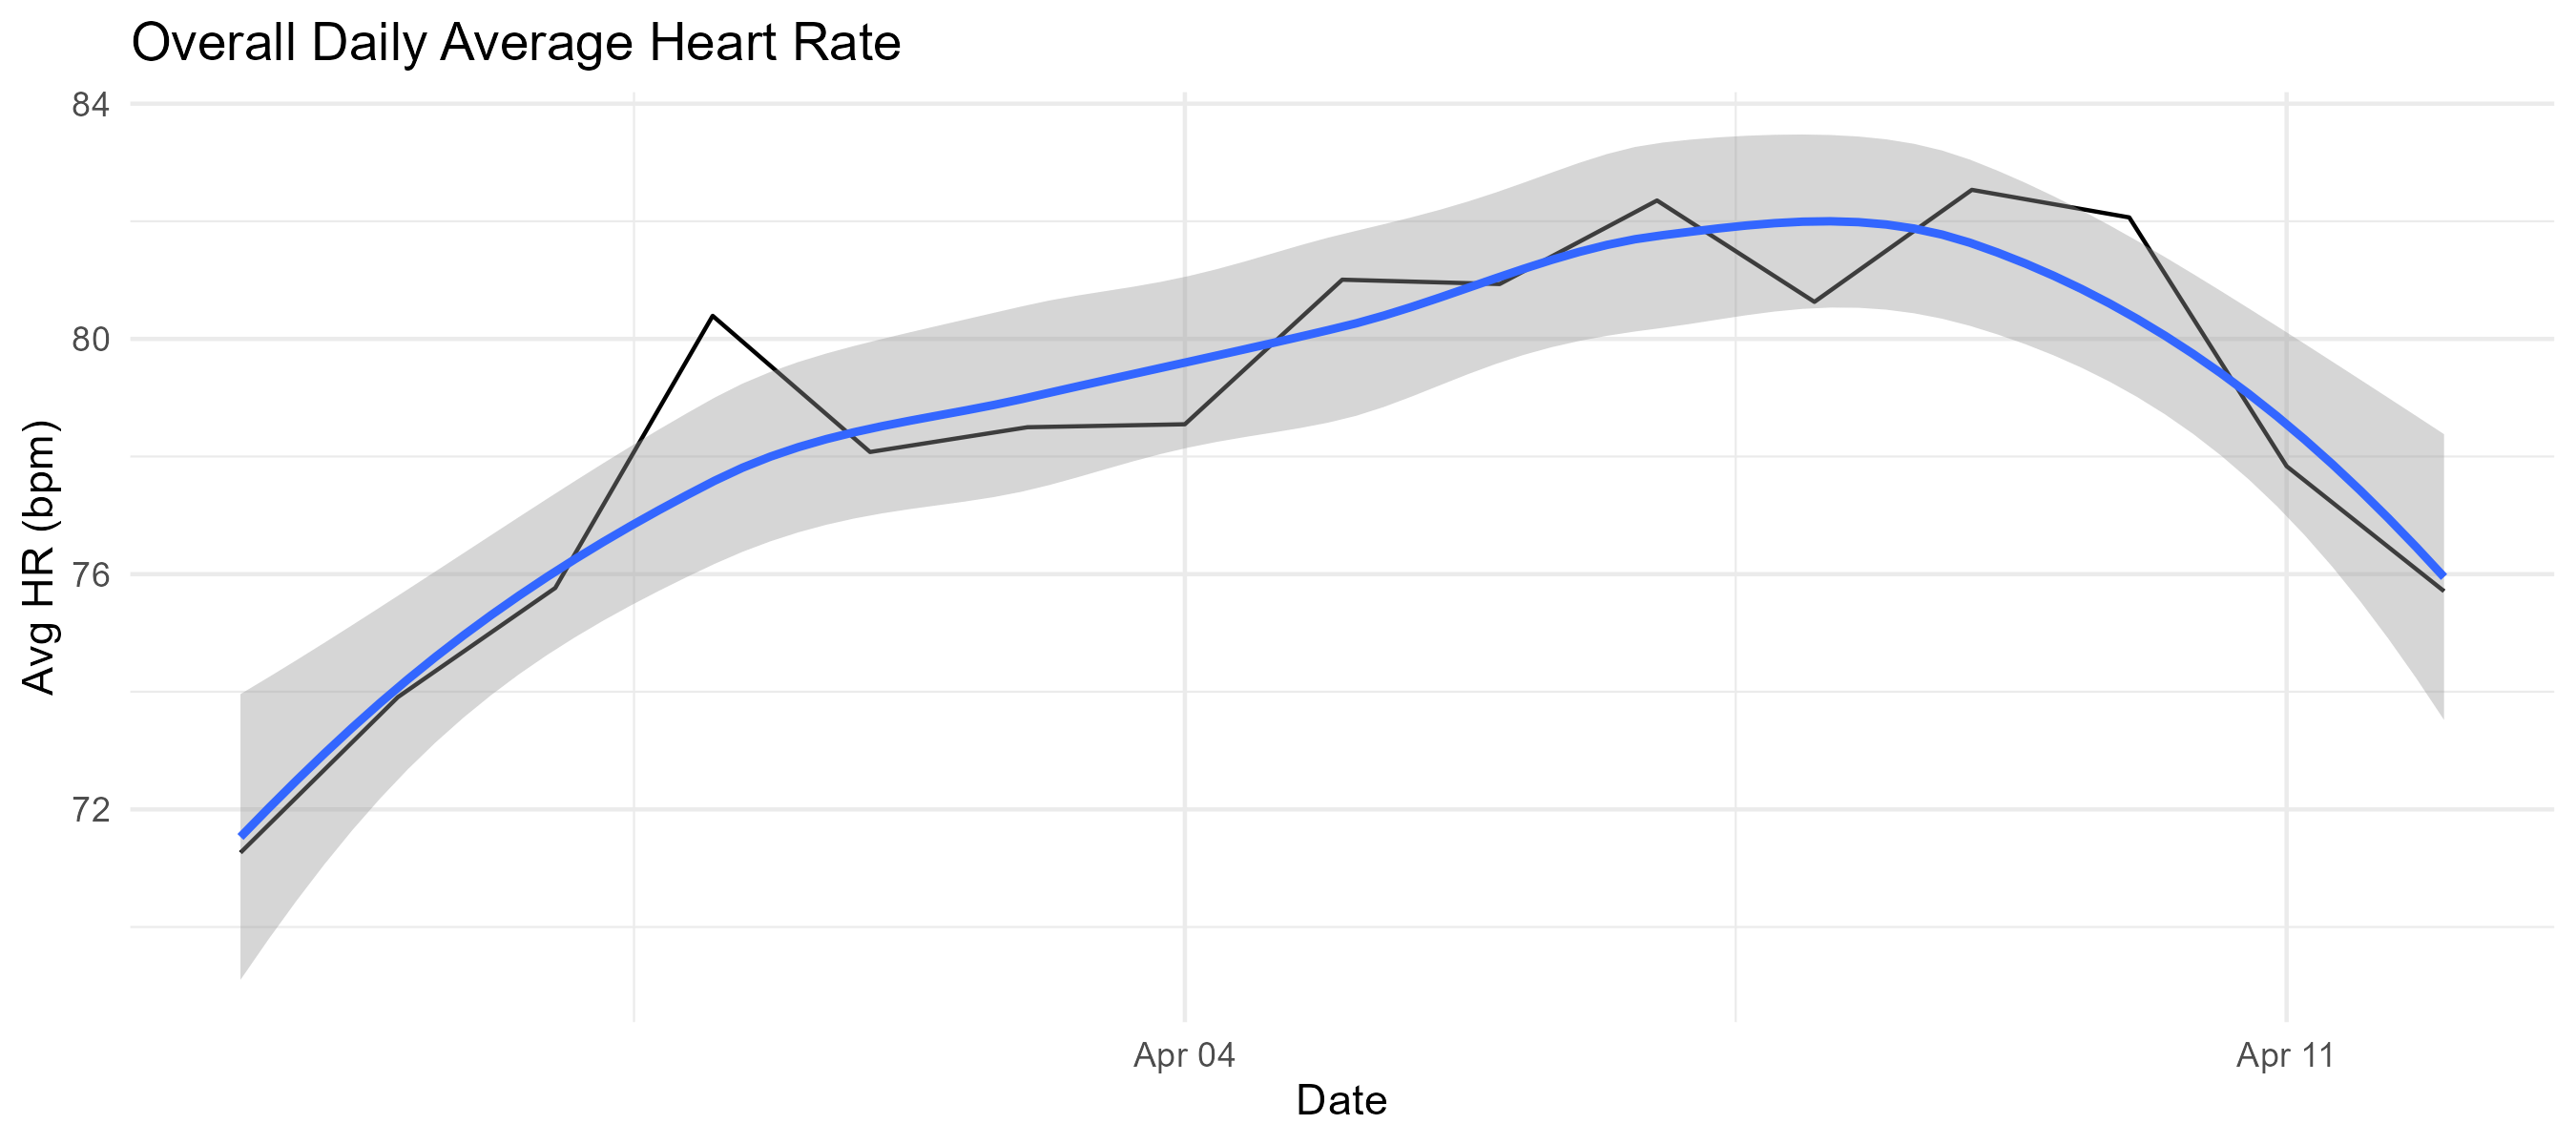 Overall Daily Average Heart Rate
84
80
76
72
Avg HR (bpm)
Apr 04
Apr 11
Date